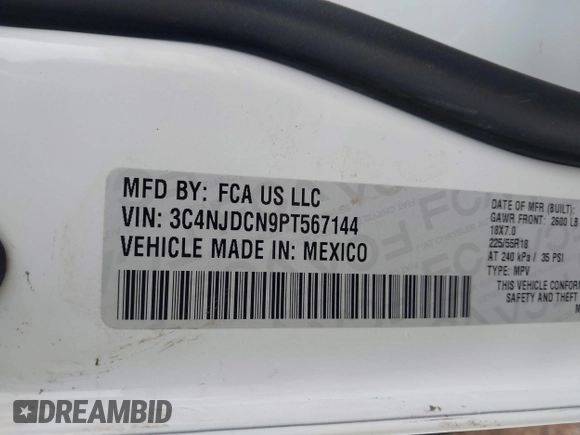 MFD BY: FCA US LLC
VIN: 3C4NJDCN9PT567144
VEHICLE MADE IN: MEXICO
DATE OF MFR (BUILT):
GAWR FRONT: 2600 LB
18X7.0
225/55R18
AT 240 kPa / 35 PSI
TYPE: MPV
THIS VEHICLE CONFORM
SAFETY AND THEFT
M
DREAMBID